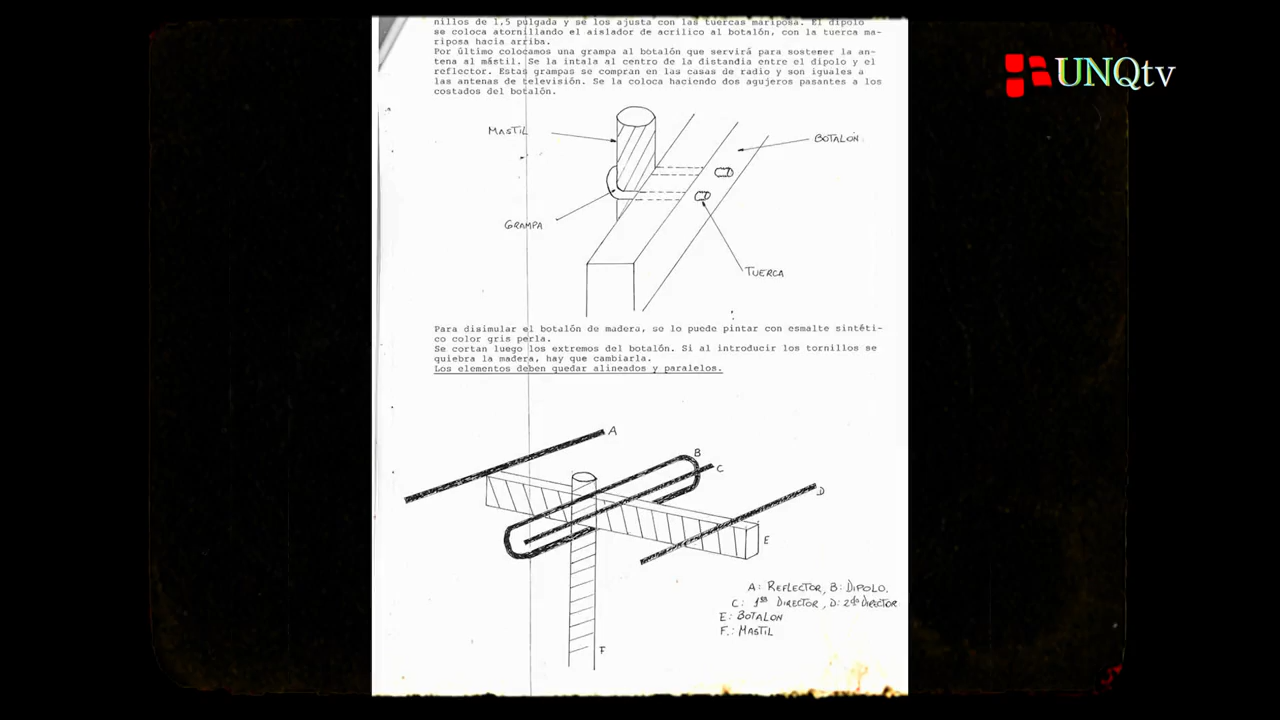 nillos de 1,5 pulgada y se los ajusta con las tuercas mariposa. El dipolo
se coloca atornillando el aislador de acrílico al botalón, con la tuerca ma-
riposa hacia arriba.
Por último colocamos una grampa al botalón que servirá para sostener la an-
tena al mástil. Se la intala al centro de la distandia entre el dipolo y el
reflector. Estas grampas se compran en las casas de radio y son iguales a
las antenas de televisión. Se la coloca haciendo dos agujeros pasantes a los
costados del botalón.
UNQtv
MASTIL
BOTALÓN
GRAMPA
TUERCA
Para disimular el botalón de madera, se lo puede pintar con esmalte sintéti-
co color gris perla.
Se cortan luego los extremos del botalón. Si al introducir los tornillos se
quiebra la madera, hay que cambiarla.
Los elementos deben quedar alineados y paralelos.
A
B
C
D
E
A: REFLECTOR, B: DIPOLO.
C: 1er DIRECTOR, D: 2do DIRECTOR
E: BOTALON
F.: MASTIL
F